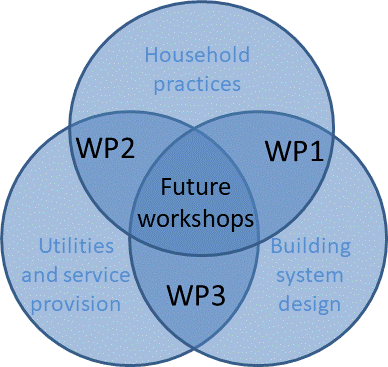 Household
practices
WP2
WP1
Future
workshops
Utilities
and service
provision
Building
system
design
WP3